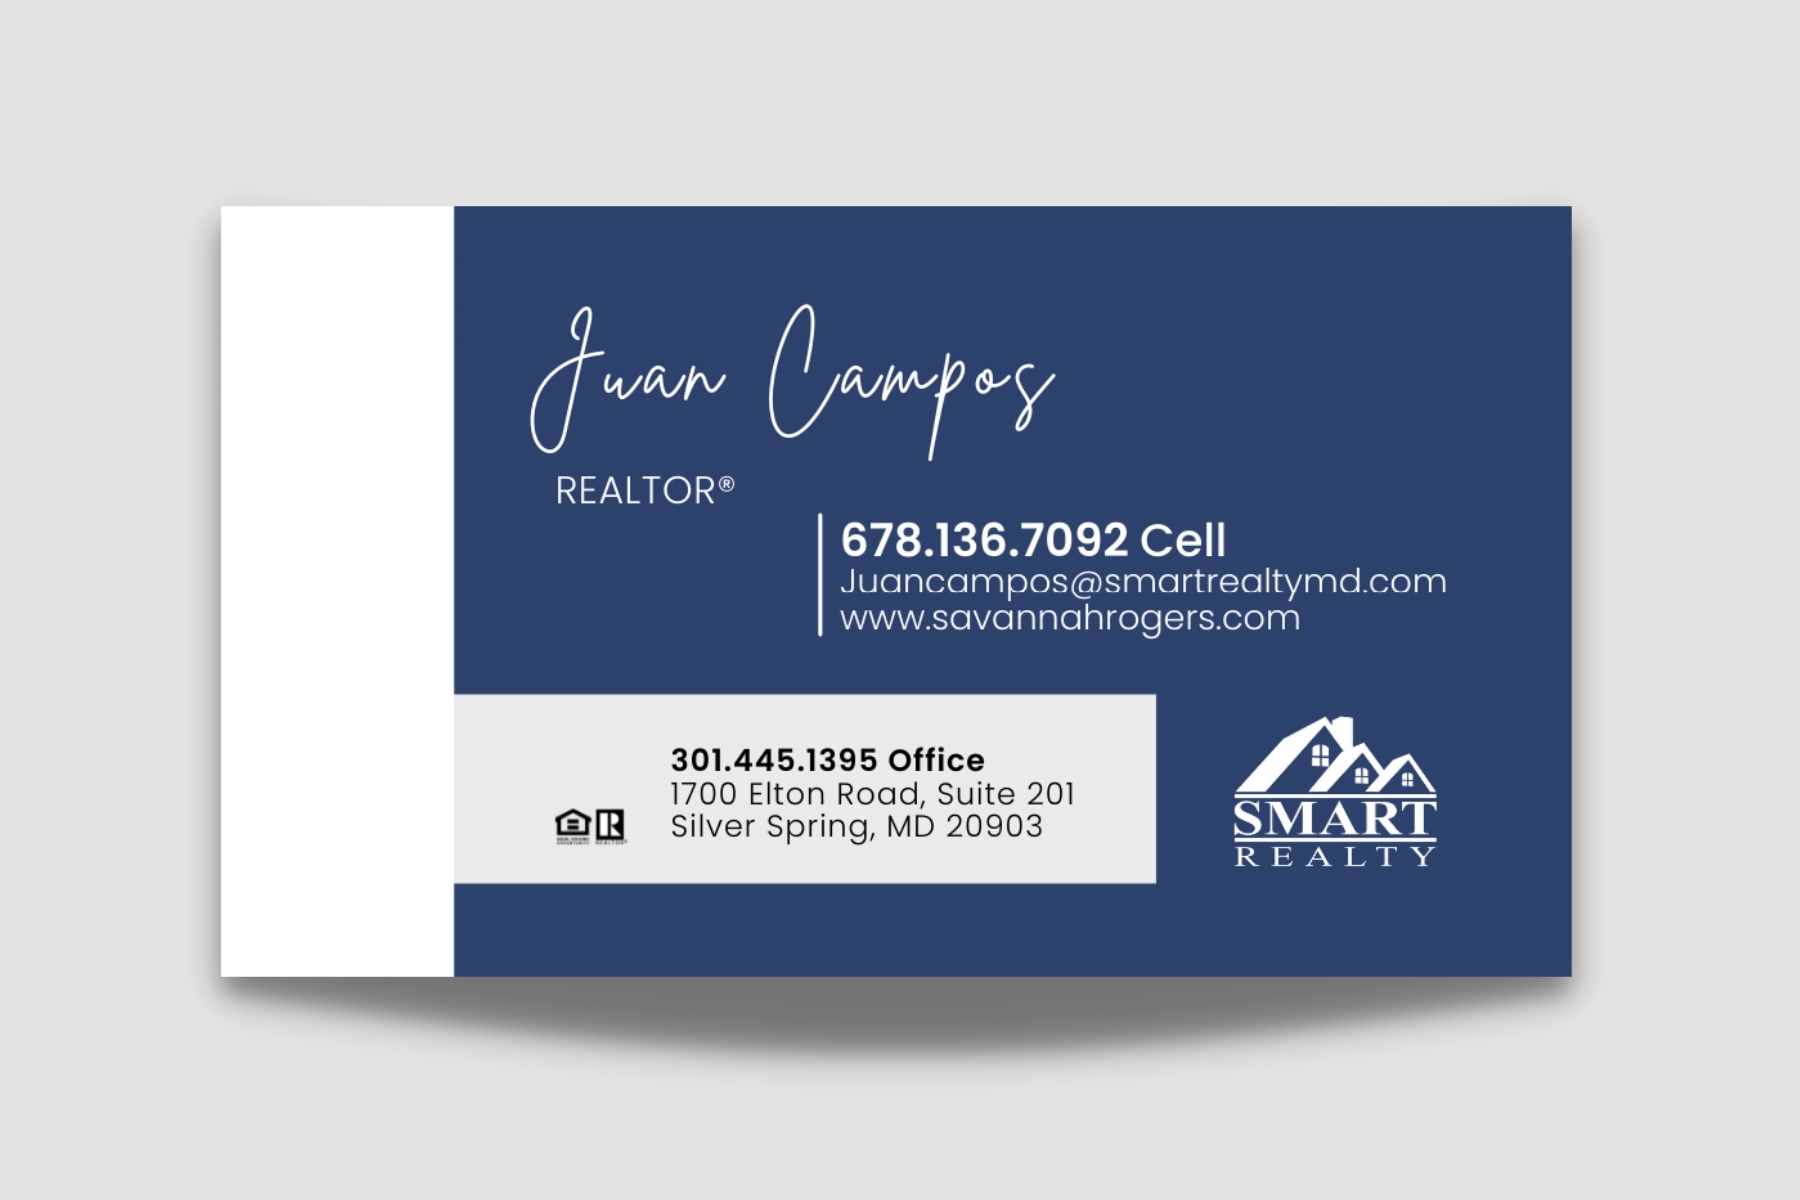 Juan Campos
REALTOR®
678.136.7092 Cell
Juancampos@smartrealtymd.com
www.savannahrogers.com
301.445.1395 Office
1700 Elton Road, Suite 201
Silver Spring, MD 20903
SMART
REALTY